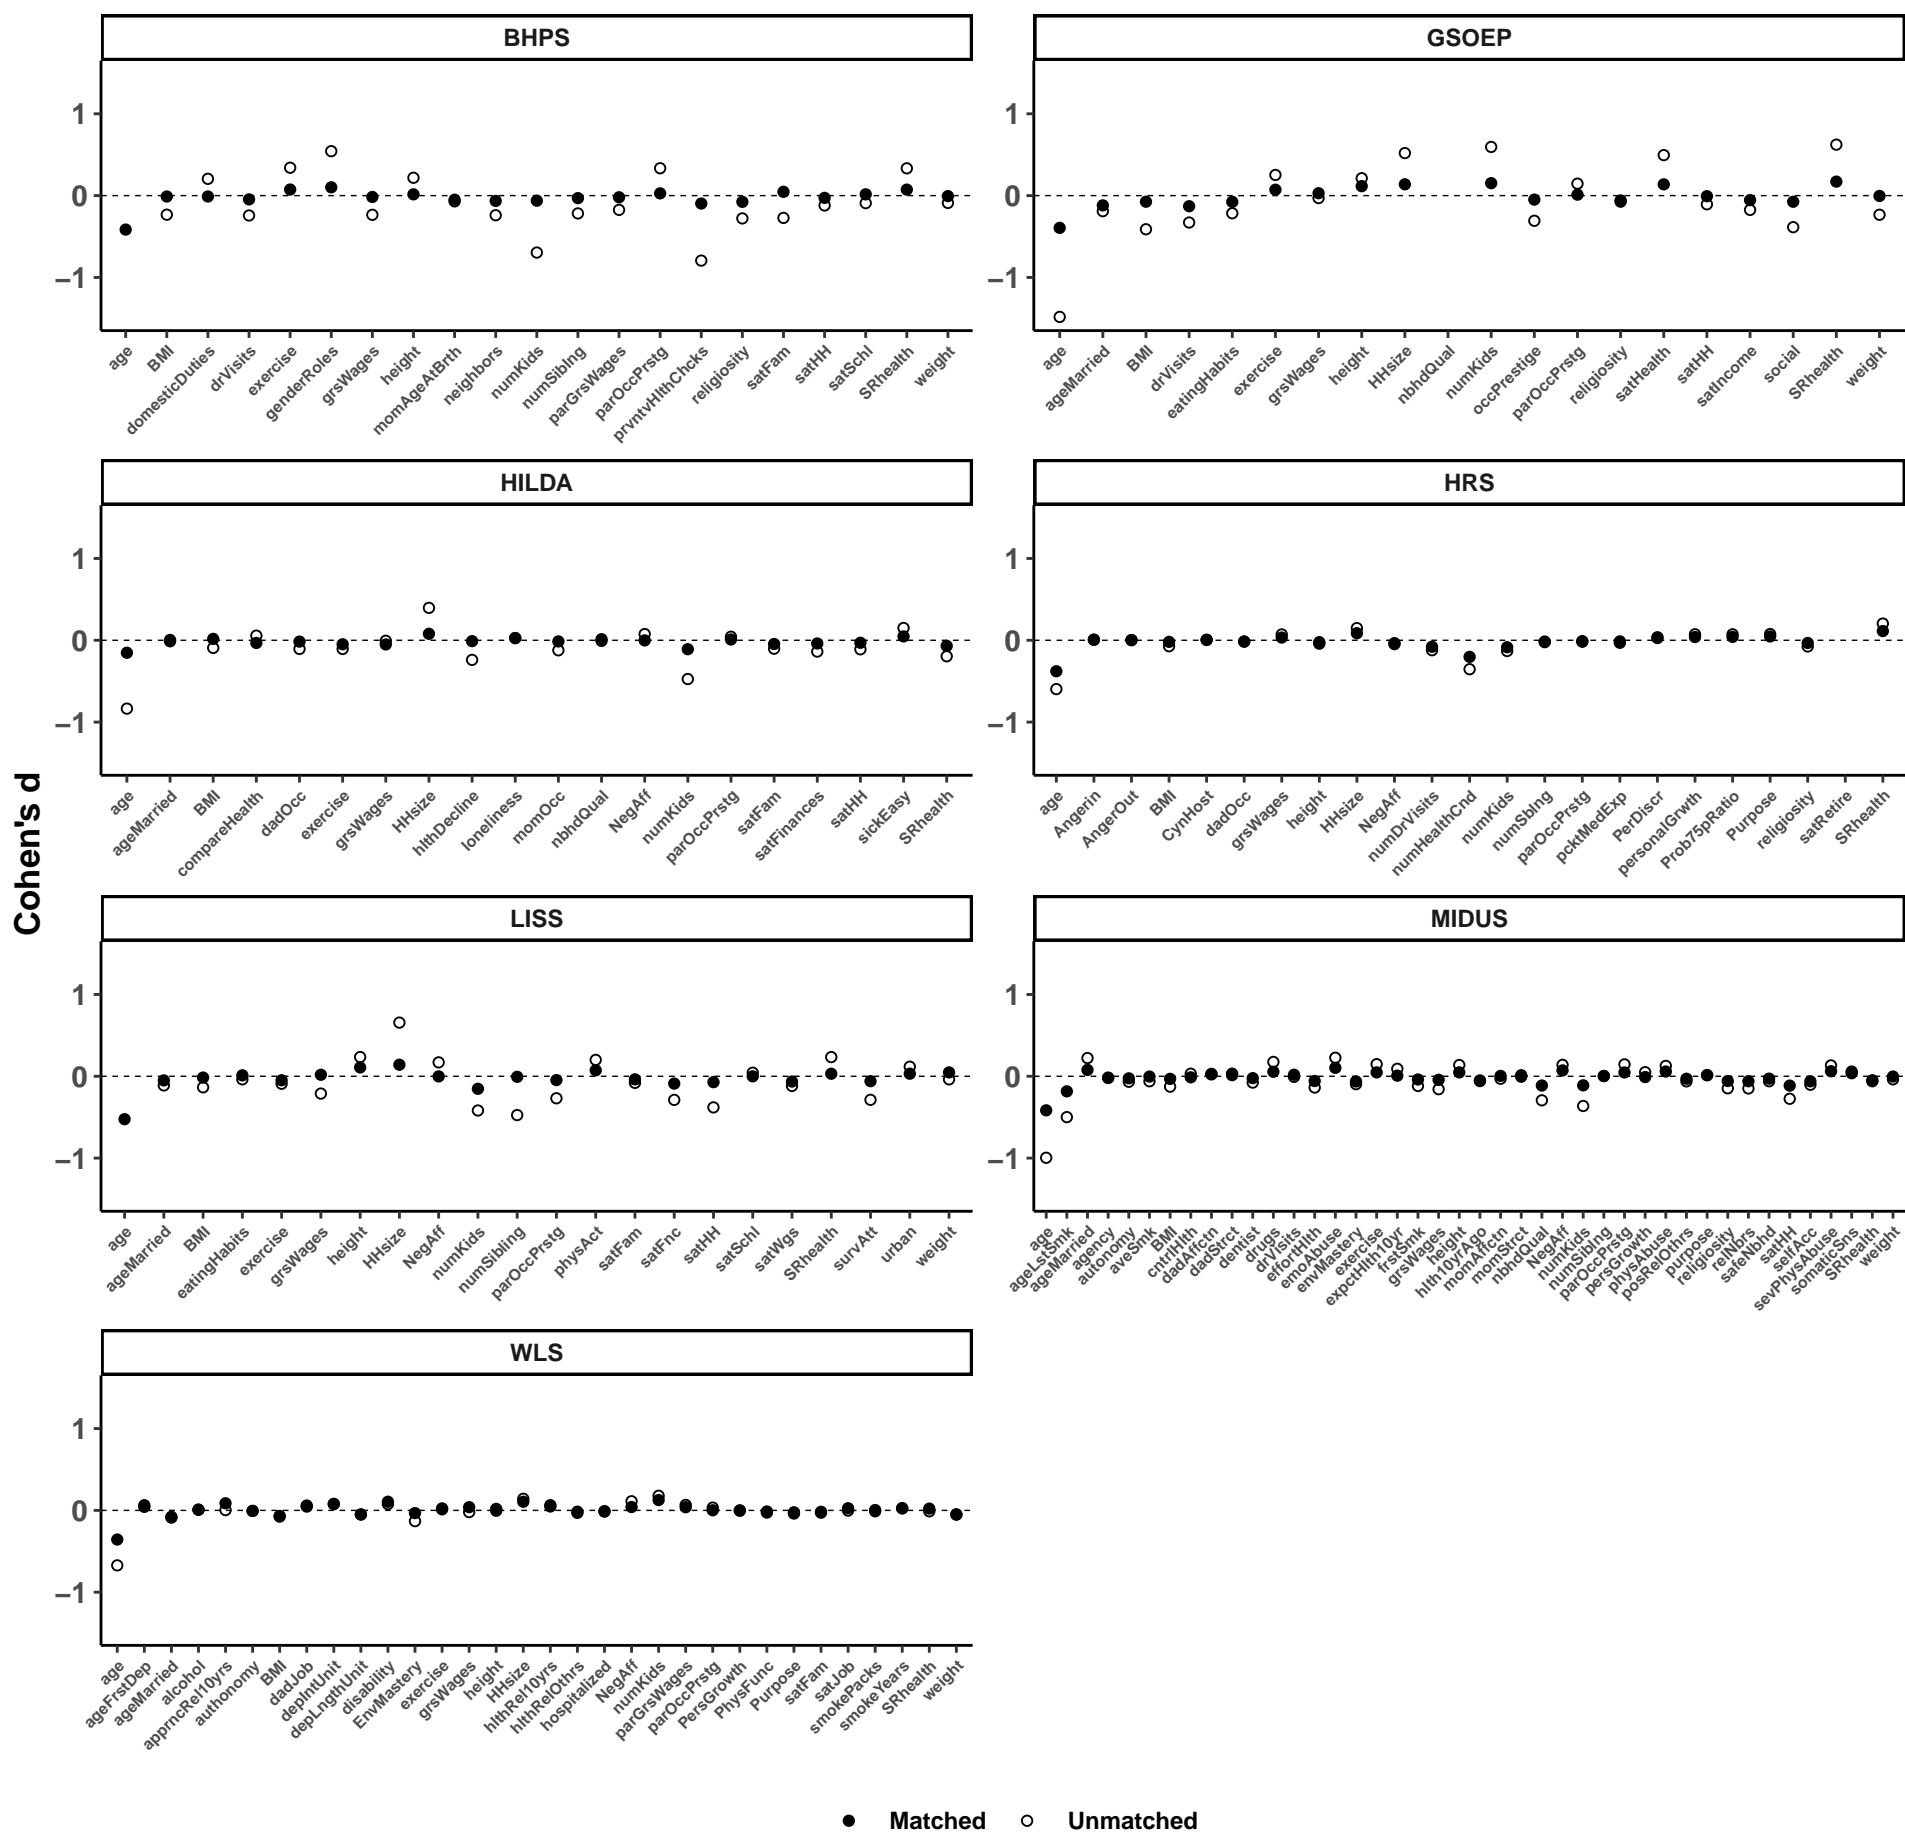 BHPS
1
0
−1
age
BMI
domesticDuties
drVisits
exercise
genderRoles
grsWages
height
momAgeAtBrth
neighbors
numKids
numSiblng
parGrsWages
parOccPrstg
prvntvHlthChcks
religiosity
satFam
satHH
satSchl
SRhealth
weight
GSOEP
1
0
−1
age
ageMarried
BMI
drVisits
eatingHabits
exercise
grsWages
height
HHsize
nbhdQual
numKids
occPrestige
parOccPrstg
religiosity
satHealth
satHH
satIncome
social
SRhealth
weight
Cohen's d
HILDA
1
0
−1
age
ageMarried
BMI
compareHealth
dadOcc
exercise
grsWages
HHsize
hlthDecline
loneliness
momOcc
nbhdQual
NegAff
numKids
parOccPrstg
satFam
satFinances
satHH
sickEasy
SRhealth
HRS
1
0
−1
age
Angerin
AngerOut
BMI
CynHost
dadOcc
grsWages
height
HHsize
NegAff
numDrVisits
numHealthCnd
numKids
numSblng
parOccPrstg
pcktMedExp
PerDiscr
personalGrwth
Prob75pRatio
Purpose
religiosity
satRetire
SRhealth
LISS
1
0
−1
age
ageMarried
BMI
eatingHabits
exercise
grsWages
height
HHsize
NegAff
numKids
numSibling
parOccPrstg
physAct
satFam
satFnc
satHH
satSchl
satWgs
SRhealth
survAtt
urban
weight
MIDUS
1
0
−1
age
ageLstSmk
ageMarried
agency
autonomy
aveSmk
BMI
cntrlHlth
dadAffctn
dadStrct
dentist
drugs
drVisits
effortHlth
emoAbuse
envMastery
exercise
expctHlth10yr
frstSmk
grsWages
height
hlth10yrAgo
momAffctn
momStrct
nbhdQual
NegAff
numKids
numSiblng
parOccPrstg
persGrowth
physAbuse
posRelOthrs
purpose
religiosity
relNbrs
safeNbhd
satHH
selfAcc
sevPhysAbuse
somaticSns
SRhealth
weight
WLS
1
0
−1
age
ageFrstDep
ageMarried
alcohol
apprncRel10yrs
authonomy
BMI
dadJob
depIntUnit
depLngthUnit
disability
EnvMastery
exercise
grsWages
height
HHsize
hlthRel10yrs
hlthRelOthrs
hospitalized
NegAff
numKids
parGrsWages
parOccPrstg
PersGrowth
PhysFunc
Purpose
satFam
satJob
smokePacks
smokeYears
SRhealth
weight
Matched
Unmatched